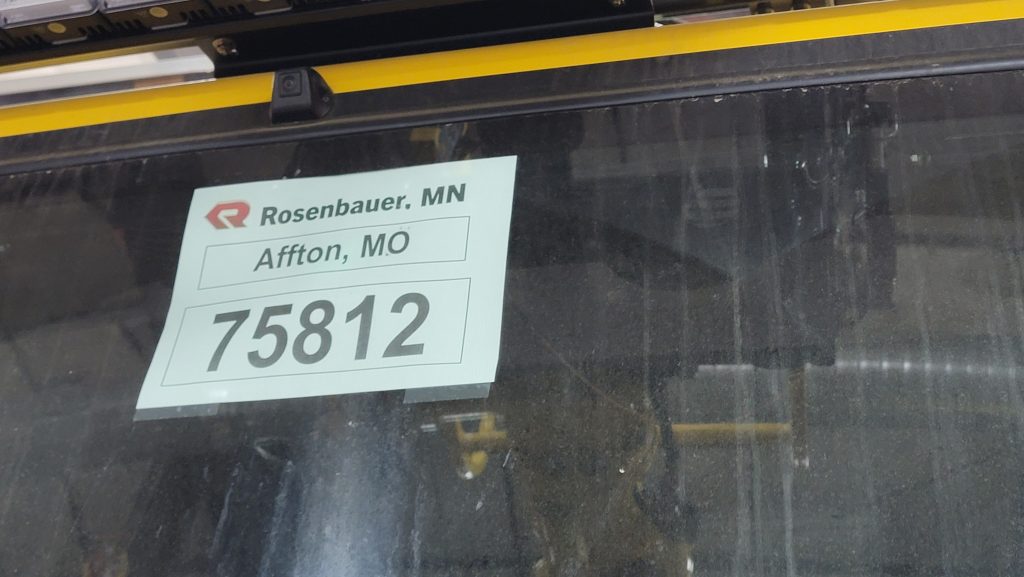 Rosenbauer, MN
Affton, MO
75812